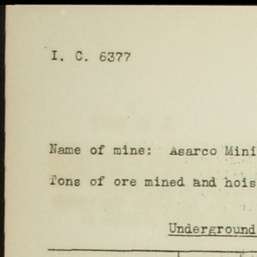 I. C. 6377
Name of mine: Asarco Mini
Tons of ore mined and hois
Underground